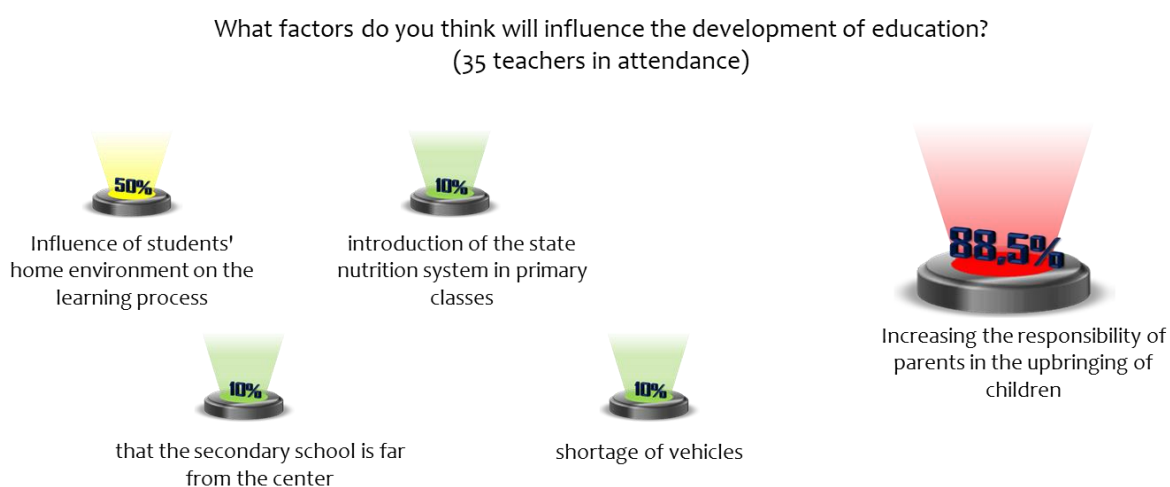 What factors do you think will influence the development of education?
(35 teachers in attendance)
50%
Influence of students'
home environment on the
learning process
10%
introduction of the state
nutrition system in primary
classes
88,5%
Increasing the responsibility of
parents in the upbringing of
children
10%
that the secondary school is far
from the center
10%
shortage of vehicles